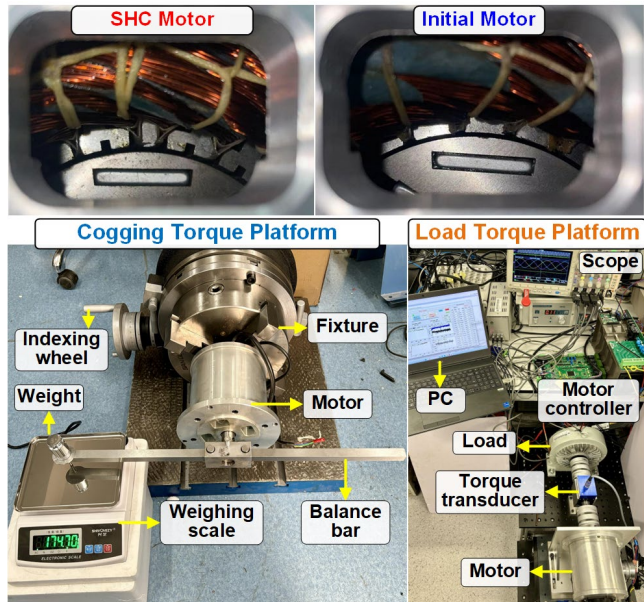 SHC Motor
Initial Motor
Cogging Torque Platform
Indexing
wheel
Fixture
Weight
Motor
Weighing
scale
Balance
bar
174.70
ELECTRONIC SCALE
Load Torque Platform
Scope
PC
Motor
controller
Load
Torque
transducer
Motor